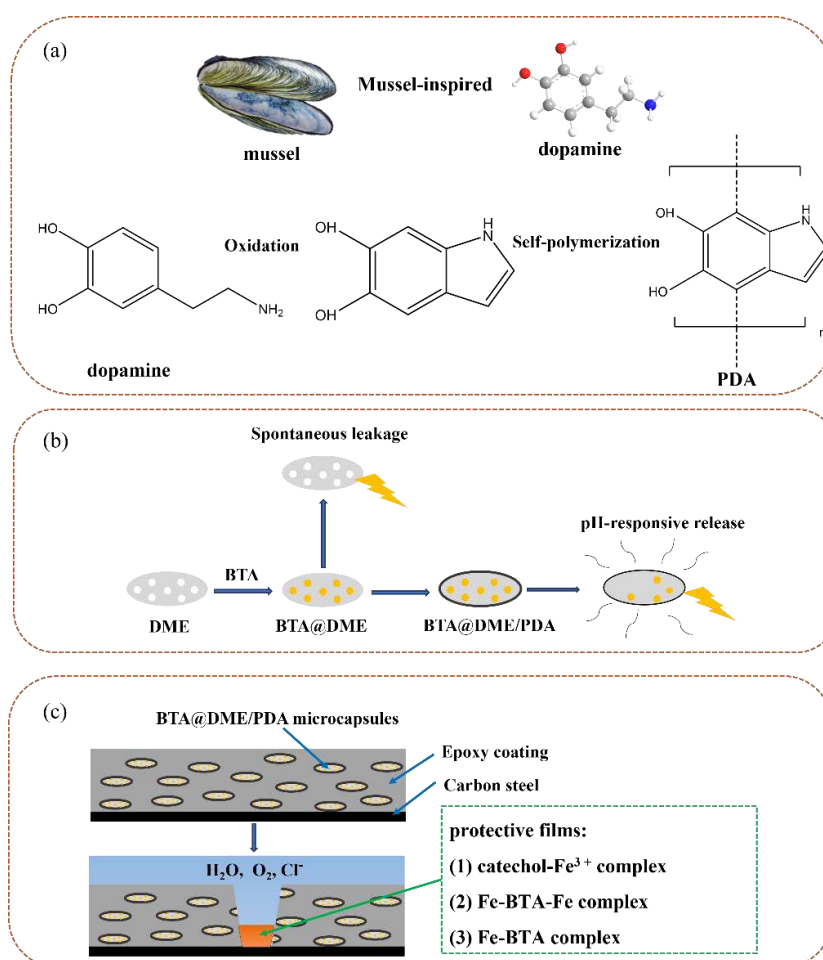 (a)
Mussel-inspired
mussel
dopamine
HO
HO
NH₂
Oxidation
OH
OH
H
N
Self-polymerization
OH
HO
H
N
dopamine
PDA
(b)
Spontaneous leakage
pH-responsive release
BTA
DME
BTA@DME
BTA@DME/PDA
(c)
BTA@DME/PDA microcapsules
Epoxy coating
Carbon steel
H₂O, O₂, Cl⁻
protective films:
(1) catechol-Fe³⁺ complex
(2) Fe-BTA-Fe complex
(3) Fe-BTA complex